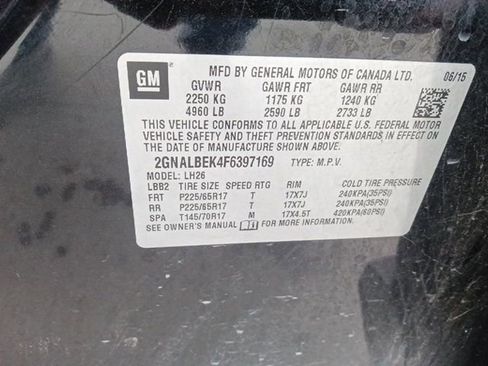 GM
MFD BY GENERAL MOTORS OF CANADA LTD. 06/15
GVWR GAWR FRT GAWR RR
2250 KG 1175 KG 1240 KG
4960 LB 2590 LB 2733 LB
THIS VEHICLE CONFORMS TO ALL APPLICABLE U.S. FEDERAL MOTOR
VEHICLE SAFETY AND THEFT PREVENTION STANDARDS IN EFFECT ON
THE DATE OF MANUFACTURE SHOWN ABOVE.
2GNALBEK4F6397169 TYPE: M.P.V.
MODEL: LH26
LBB2 TIRE SIZE SPEED RTG RIM COLD TIRE PRESSURE
FRT P225/65R17 T 17X7J 240KPA(35PSI)
RR P225/65R17 T 17X7J 240KPA(35PSI)
SPA T145/70R17 M 17X4.5T 420KPA(60PSI)
SEE OWNER'S MANUAL FOR MORE INFORMATION.